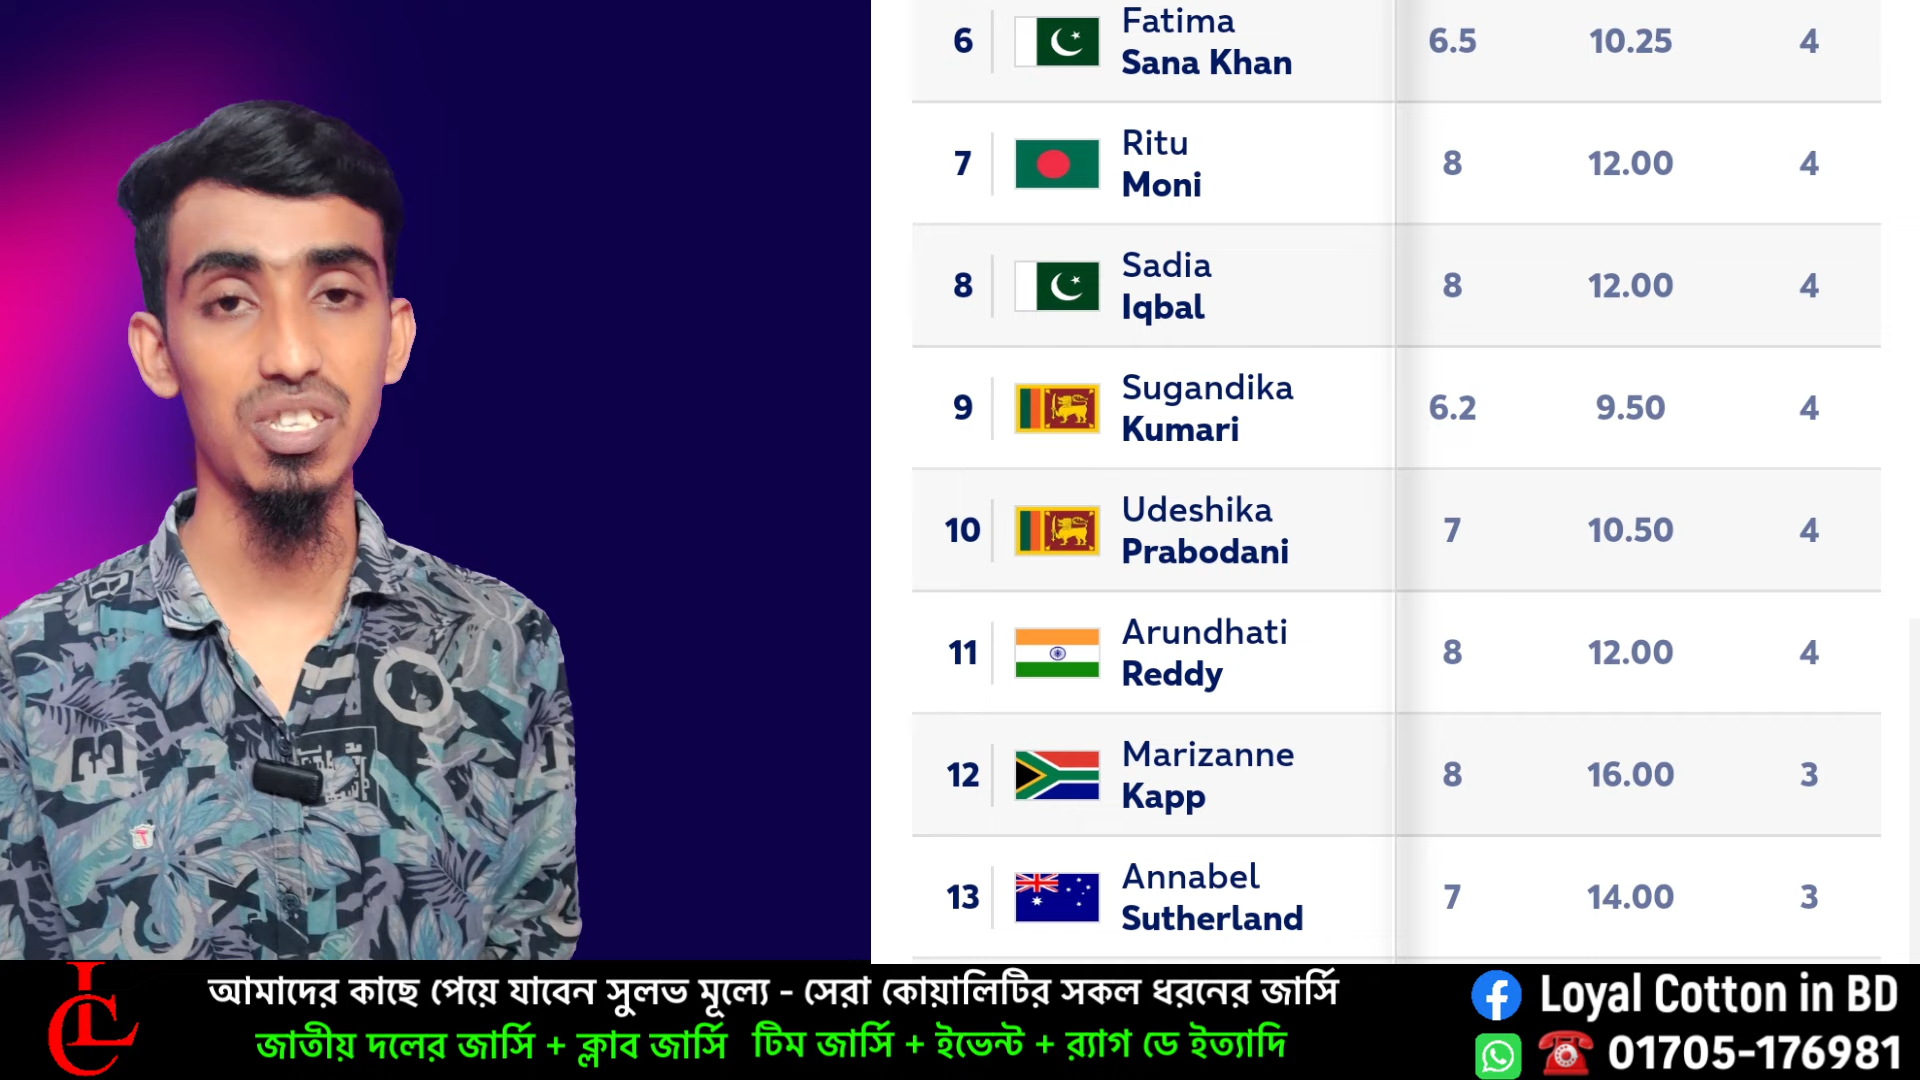 6 Fatima 6.5 10.25 4
Sana Khan
7 Ritu 8 12.00 4
Moni
8 Sadia 8 12.00 4
Iqbal
9 Sugandika 6.2 9.50 4
Kumari
10 Udeshika 7 10.50 4
Prabodani
11 Arundhati 8 12.00 4
Reddy
12 Marizanne 8 16.00 3
Kapp
13 Annabel 7 14.00 3
Sutherland
LC
আমাদের কাছে পেয়ে যাবেন সুলভ মূল্যে - সেরা কোয়ালিটির সকল ধরনের জার্সি
জাতীয় দলের জার্সি + ক্লাব জার্সি টিম জার্সি + ইভেন্ট + র‍্যাগ ডে ইত্যাদি
Loyal Cotton in BD
01705-176981